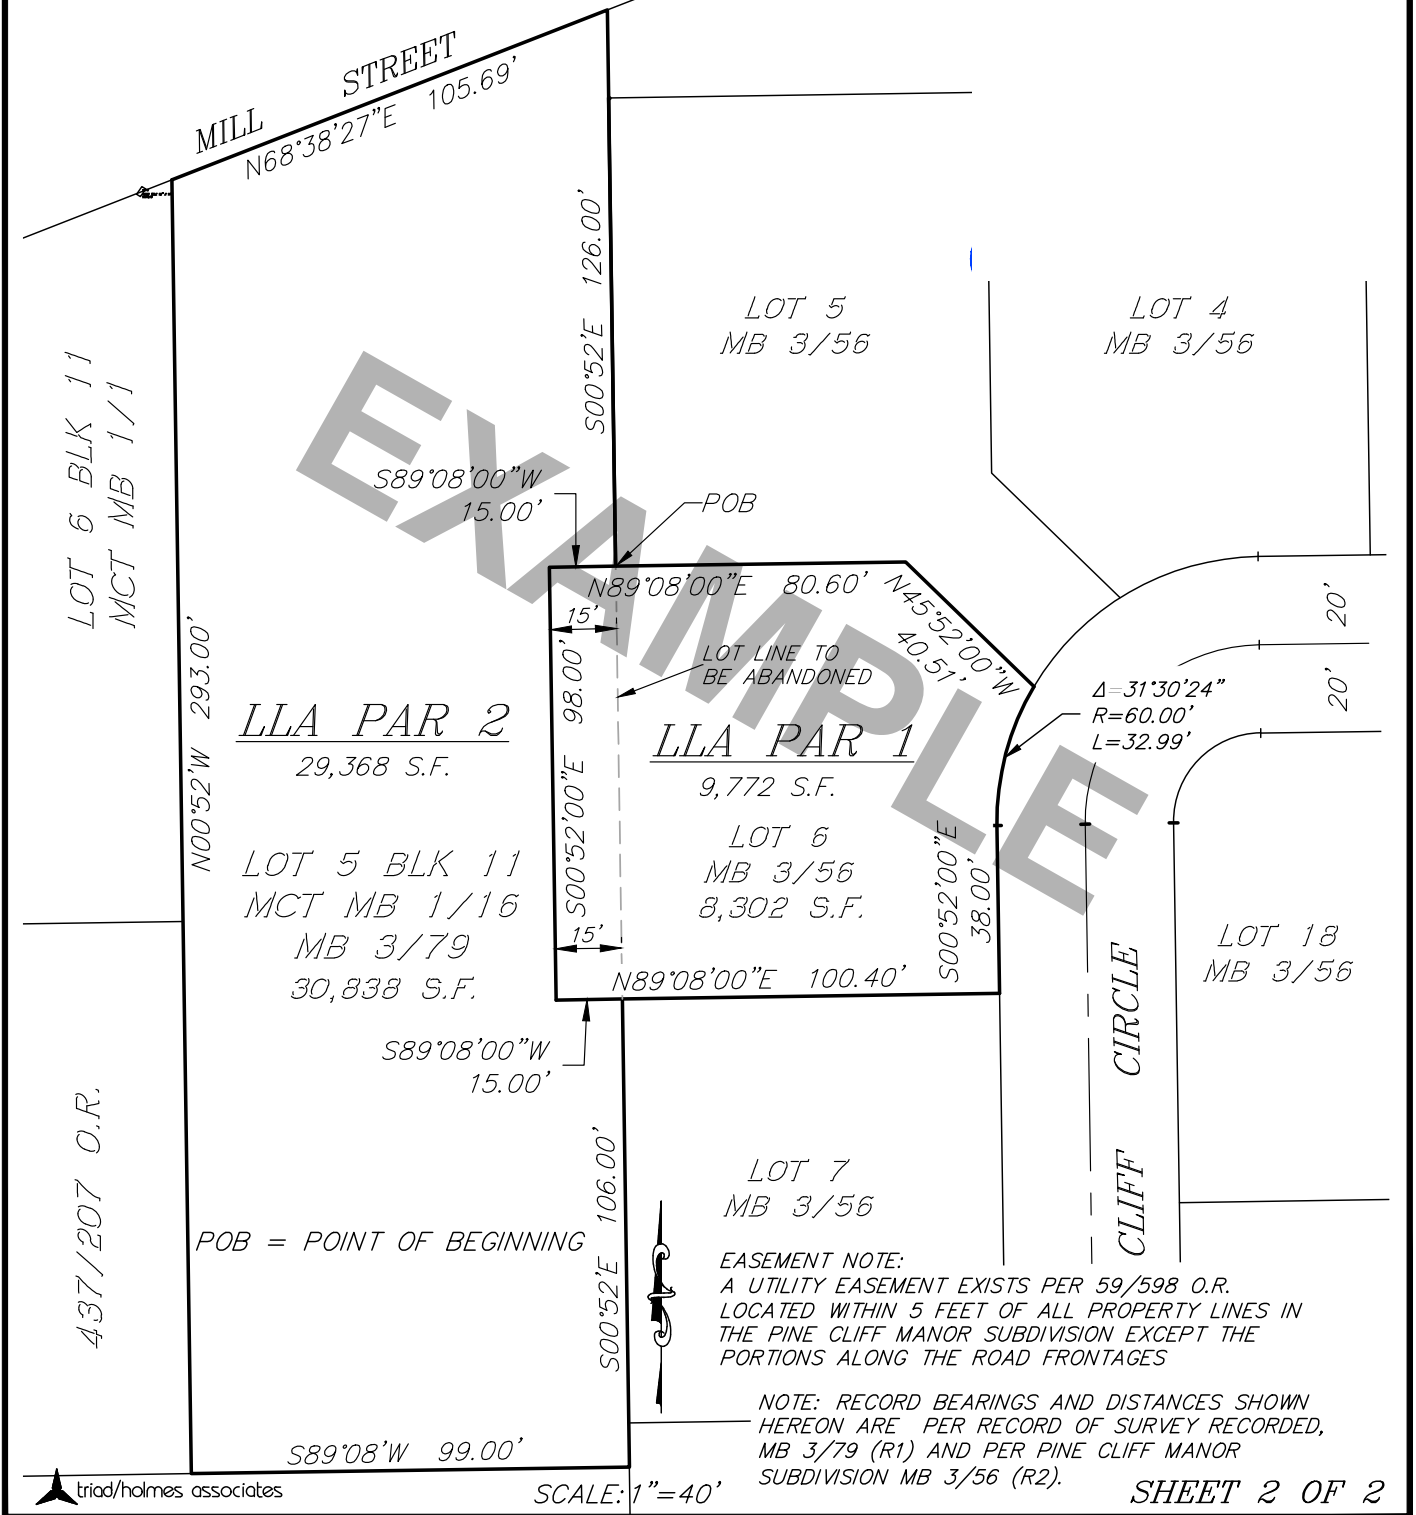 MILL STREET
N68°38'27"E 105.69'
S00°52'E 126.00'
LOT 5
MB 3/56
LOT 4
MB 3/56
LOT 6 BLK 11
MCT MB 1/1
EXAMPLE
S89°08'00"W
15.00'
POB
N89°08'00"E 80.60'
N45°52'00"W
40.51'
15'
20'
20'
LOT LINE TO
BE ABANDONED
S00°52'00"E 98.00'
N00°52'W 293.00'
Δ=31°30'24"
R=60.00'
L=32.99'
LLA PAR 2
29,368 S.F.
LLA PAR 1
9,772 S.F.
LOT 6
MB 3/56
8,302 S.F.
S00°52'00"E
38.00'
LOT 5 BLK 11
MCT MB 1/16
MB 3/79
30,838 S.F.
15'
N89°08'00"E 100.40'
LOT 18
MB 3/56
CLIFF CIRCLE
S89°08'00"W
15.00'
437/207 O.R.
S00°52'E 106.00'
LOT 7
MB 3/56
POB = POINT OF BEGINNING
EASEMENT NOTE:
A UTILITY EASEMENT EXISTS PER 59/598 O.R.
LOCATED WITHIN 5 FEET OF ALL PROPERTY LINES IN
THE PINE CLIFF MANOR SUBDIVISION EXCEPT THE
PORTIONS ALONG THE ROAD FRONTAGES
NOTE: RECORD BEARINGS AND DISTANCES SHOWN
HEREON ARE PER RECORD OF SURVEY RECORDED,
MB 3/79 (R1) AND PER PINE CLIFF MANOR
SUBDIVISION MB 3/56 (R2).
S89°08'W 99.00'
triad/holmes associates
SCALE: 1"=40'
SHEET 2 OF 2